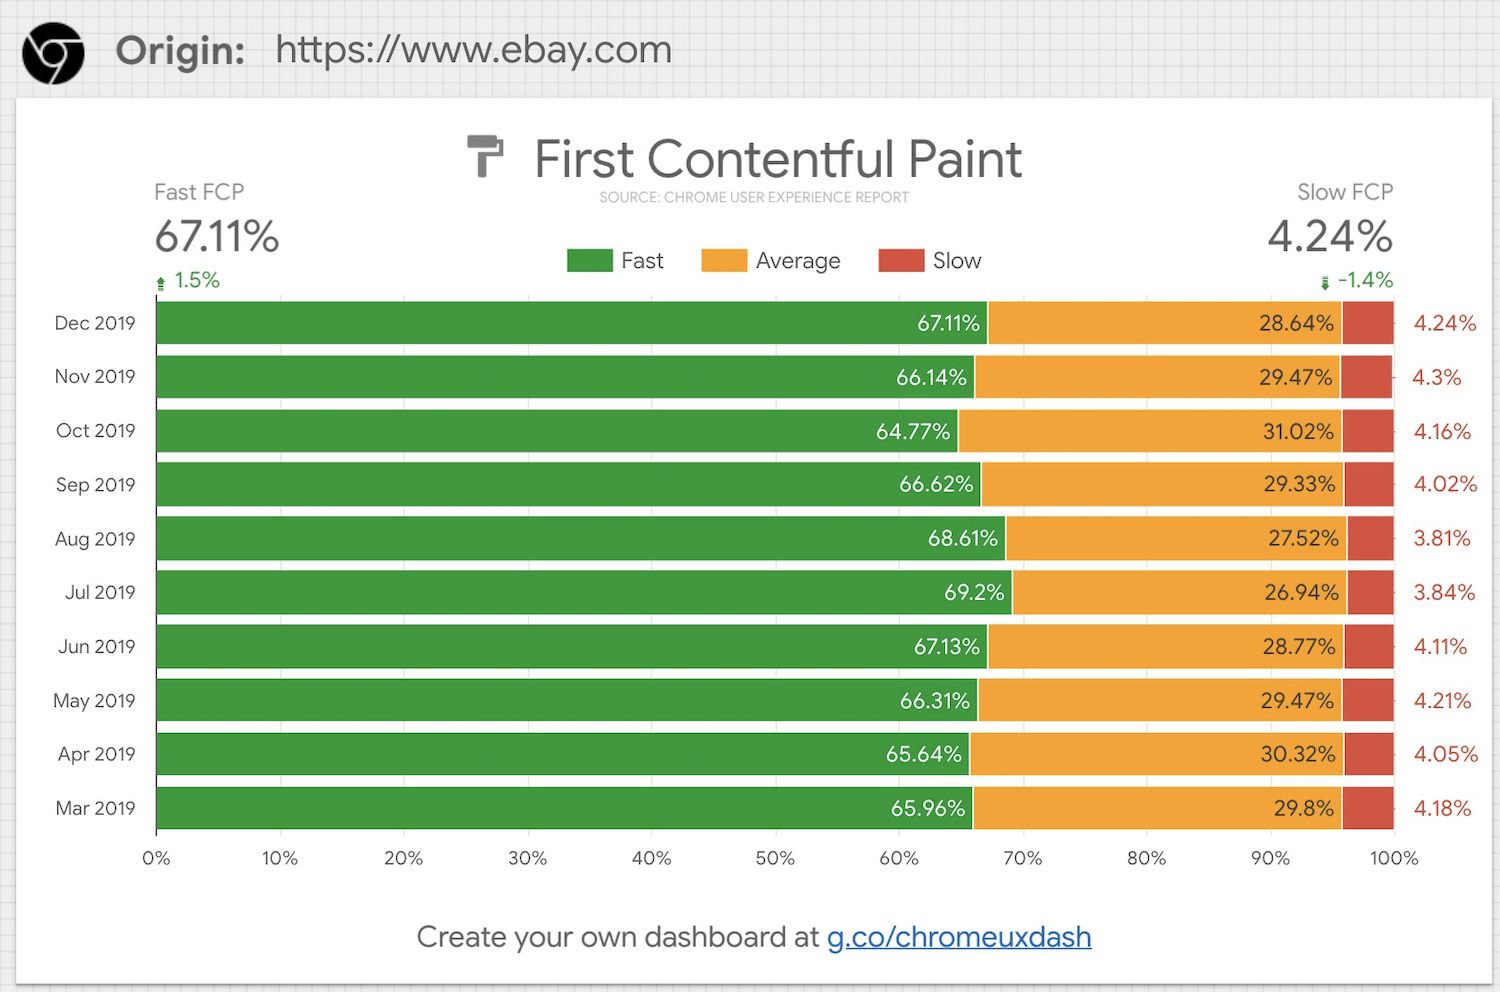 Origin: https://www.ebay.com
First Contentful Paint
SOURCE: CHROME USER EXPERIENCE REPORT
Fast FCP
67.11%
1.5%
Slow FCP
4.24%
-1.4%
Fast Average Slow
Dec 2019 67.11% 28.64% 4.24%
Nov 2019 66.14% 29.47% 4.3%
Oct 2019 64.77% 31.02% 4.16%
Sep 2019 66.62% 29.33% 4.02%
Aug 2019 68.61% 27.52% 3.81%
Jul 2019 69.2% 26.94% 3.84%
Jun 2019 67.13% 28.77% 4.11%
May 2019 66.31% 29.47% 4.21%
Apr 2019 65.64% 30.32% 4.05%
Mar 2019 65.96% 29.8% 4.18%
0% 10% 20% 30% 40% 50% 60% 70% 80% 90% 100%
Create your own dashboard at g.co/chromeuxdash